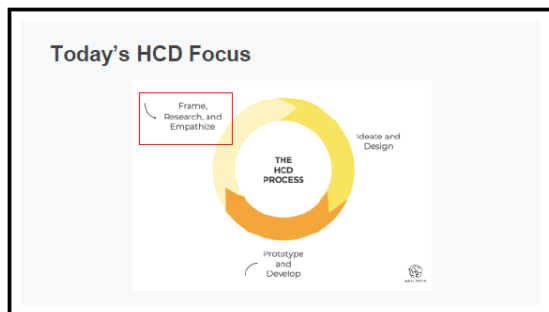 Today's HCD Focus
Frame,
Research, and
Empathize
Ideate and
Design
THE
HCD
PROCESS
Prototype
and
Develop